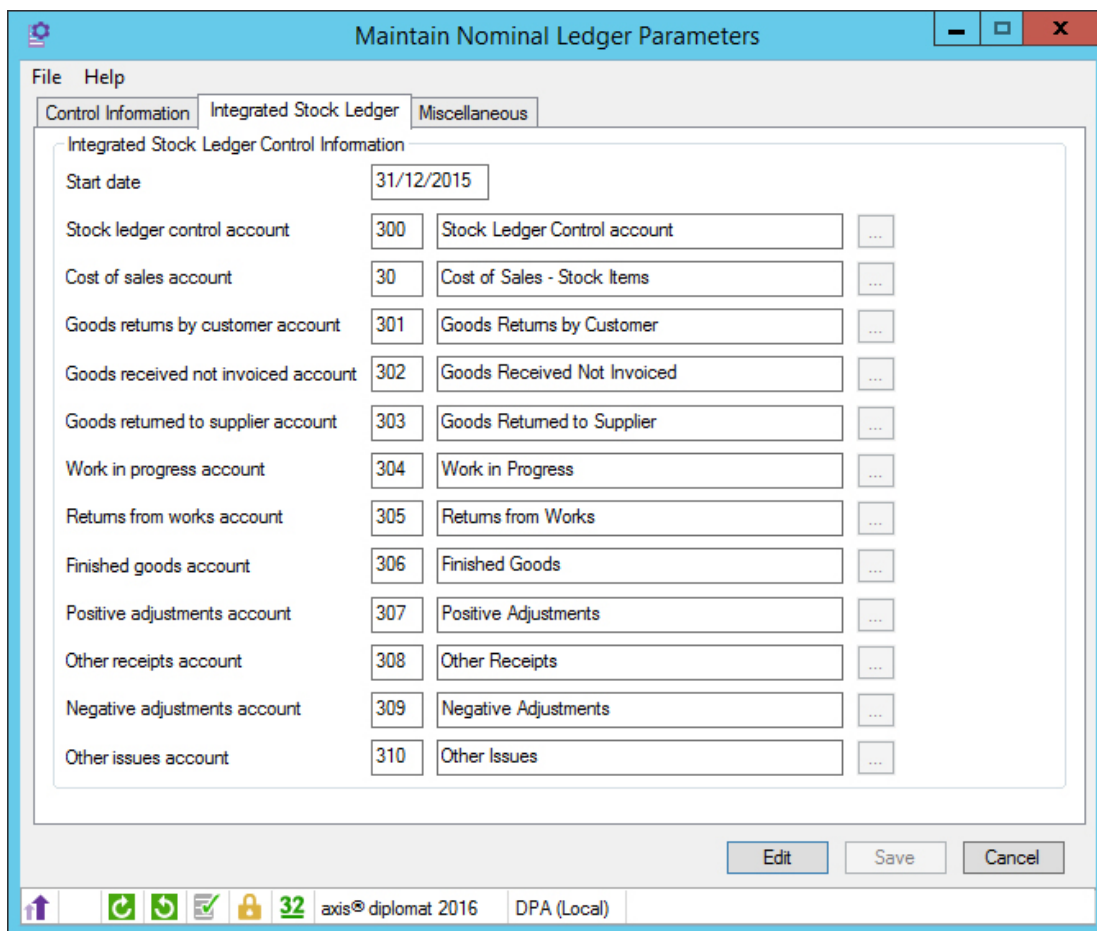 Maintain Nominal Ledger Parameters
File Help
Control Information Integrated Stock Ledger Miscellaneous
Integrated Stock Ledger Control Information
Start date 31/12/2015
Stock ledger control account 300 Stock Ledger Control account ...
Cost of sales account 30 Cost of Sales - Stock Items ...
Goods returns by customer account 301 Goods Returns by Customer ...
Goods received not invoiced account 302 Goods Received Not Invoiced ...
Goods returned to supplier account 303 Goods Returned to Supplier ...
Work in progress account 304 Work in Progress ...
Returns from works account 305 Returns from Works ...
Finished goods account 306 Finished Goods ...
Positive adjustments account 307 Positive Adjustments ...
Other receipts account 308 Other Receipts ...
Negative adjustments account 309 Negative Adjustments ...
Other issues account 310 Other Issues ...
Edit Save Cancel
32 axis® diplomat 2016 DPA (Local)